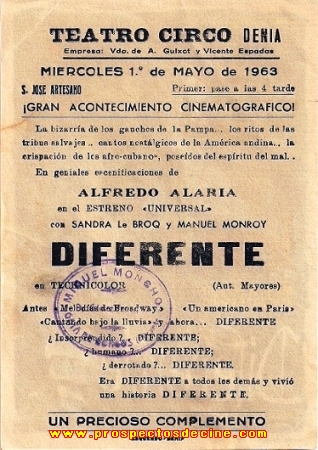 TEATRO CIRCO DENIA
Empresa: Vdo. de A. Guixot y Vicente Espadas
MIERCOLES 1.º de MAYO de 1963
S. JOSE ARTESANO
Primer: pase a las 4 tarde
¡GRAN ACONTECIMIENTO CINEMATOGRAFICO!
La bizarría de los gauchos de la Pampa.. los ritos de las
tribus salvajes.. cantos nostálgicos de la América andina., la
crispación de los afro-cubanos, poseídos del espíritu del mal..
En geniales escenificaciones de
ALFREDO ALARIA
en el ESTRENO «UNIVERSAL»
con SANDRA Le BROQ y MANUEL MONROY
DIFERENTE
en TECHNICOLOR
(Aut. Mayores)
Antes «Melodías de Broadway» «Un americano en París»
«Cantando bajo la lluvia» y ahora... DIFERENTE
¿Incomprendido?... DIFERENTE;
¿humano?... DIFERENTE;
¿derrotado?... DIFERENTE.
Era DIFERENTE a todos los demás y vivió
una historia DIFERENTE.
MANUEL MONCHO
UN PRECIOSO COMPLEMENTO
www.prospectosdecine.com